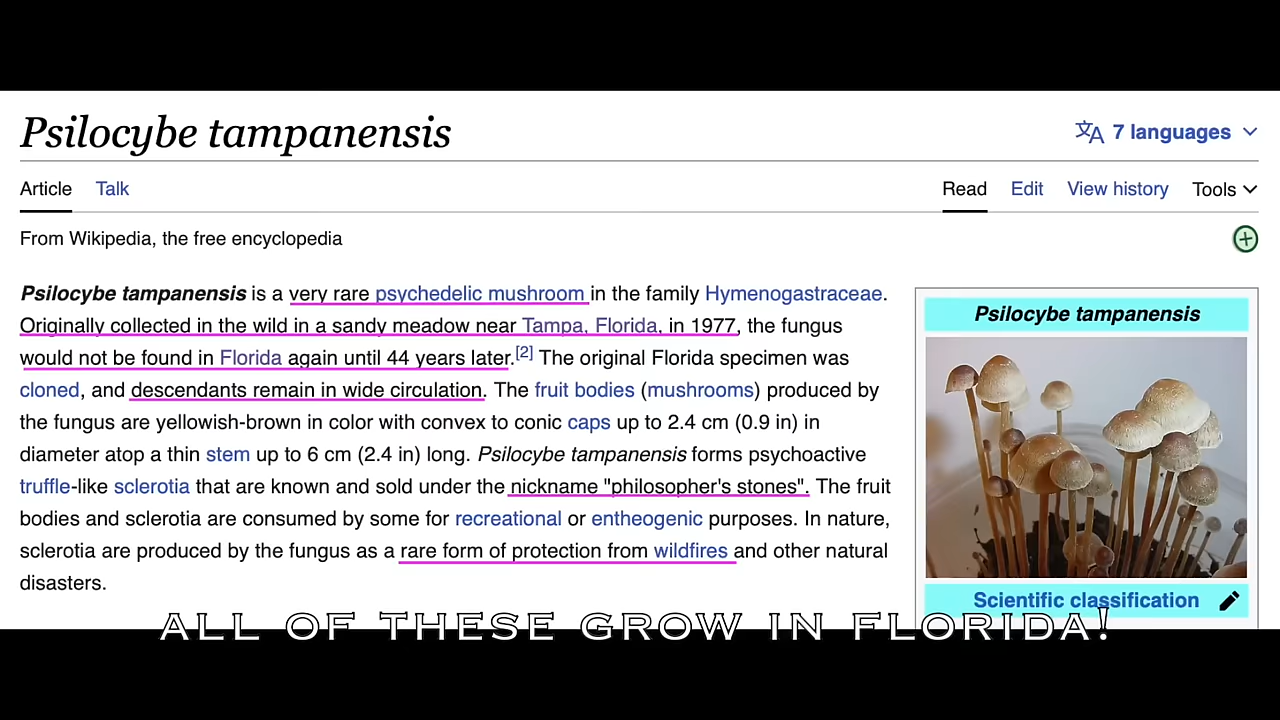 Psilocybe tampanensis
7 languages
Article Talk
Read Edit View history Tools
From Wikipedia, the free encyclopedia
Psilocybe tampanensis is a very rare psychedelic mushroom in the family Hymenogastraceae.
Originally collected in the wild in a sandy meadow near Tampa, Florida, in 1977, the fungus
would not be found in Florida again until 44 years later.[2] The original Florida specimen was
cloned, and descendants remain in wide circulation. The fruit bodies (mushrooms) produced by
the fungus are yellowish-brown in color with convex to conic caps up to 2.4 cm (0.9 in) in
diameter atop a thin stem up to 6 cm (2.4 in) long. Psilocybe tampanensis forms psychoactive
truffle-like sclerotia that are known and sold under the nickname "philosopher's stones". The fruit
bodies and sclerotia are consumed by some for recreational or entheogenic purposes. In nature,
sclerotia are produced by the fungus as a rare form of protection from wildfires and other natural
disasters.
Psilocybe tampanensis
Scientific classification
ALL OF THESE GROW IN FLORIDA!